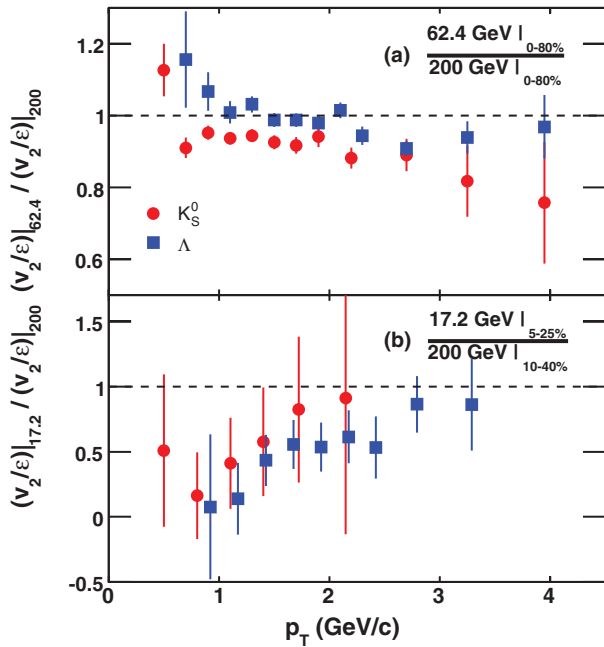 (v₂/ε)|₆₂.₄ / (v₂/ε)|₂₀₀
1.2
1
0.8
0.6
(a)
62.4 GeV |0-80%
200 GeV |0-80%
K⁰S
Λ
(v₂/ε)|₁₇.₂ / (v₂/ε)|₂₀₀
1.5
1
0.5
0
-0.5
(b)
17.2 GeV |5-25%
200 GeV |10-40%
0
1
2
3
4
pT (GeV/c)